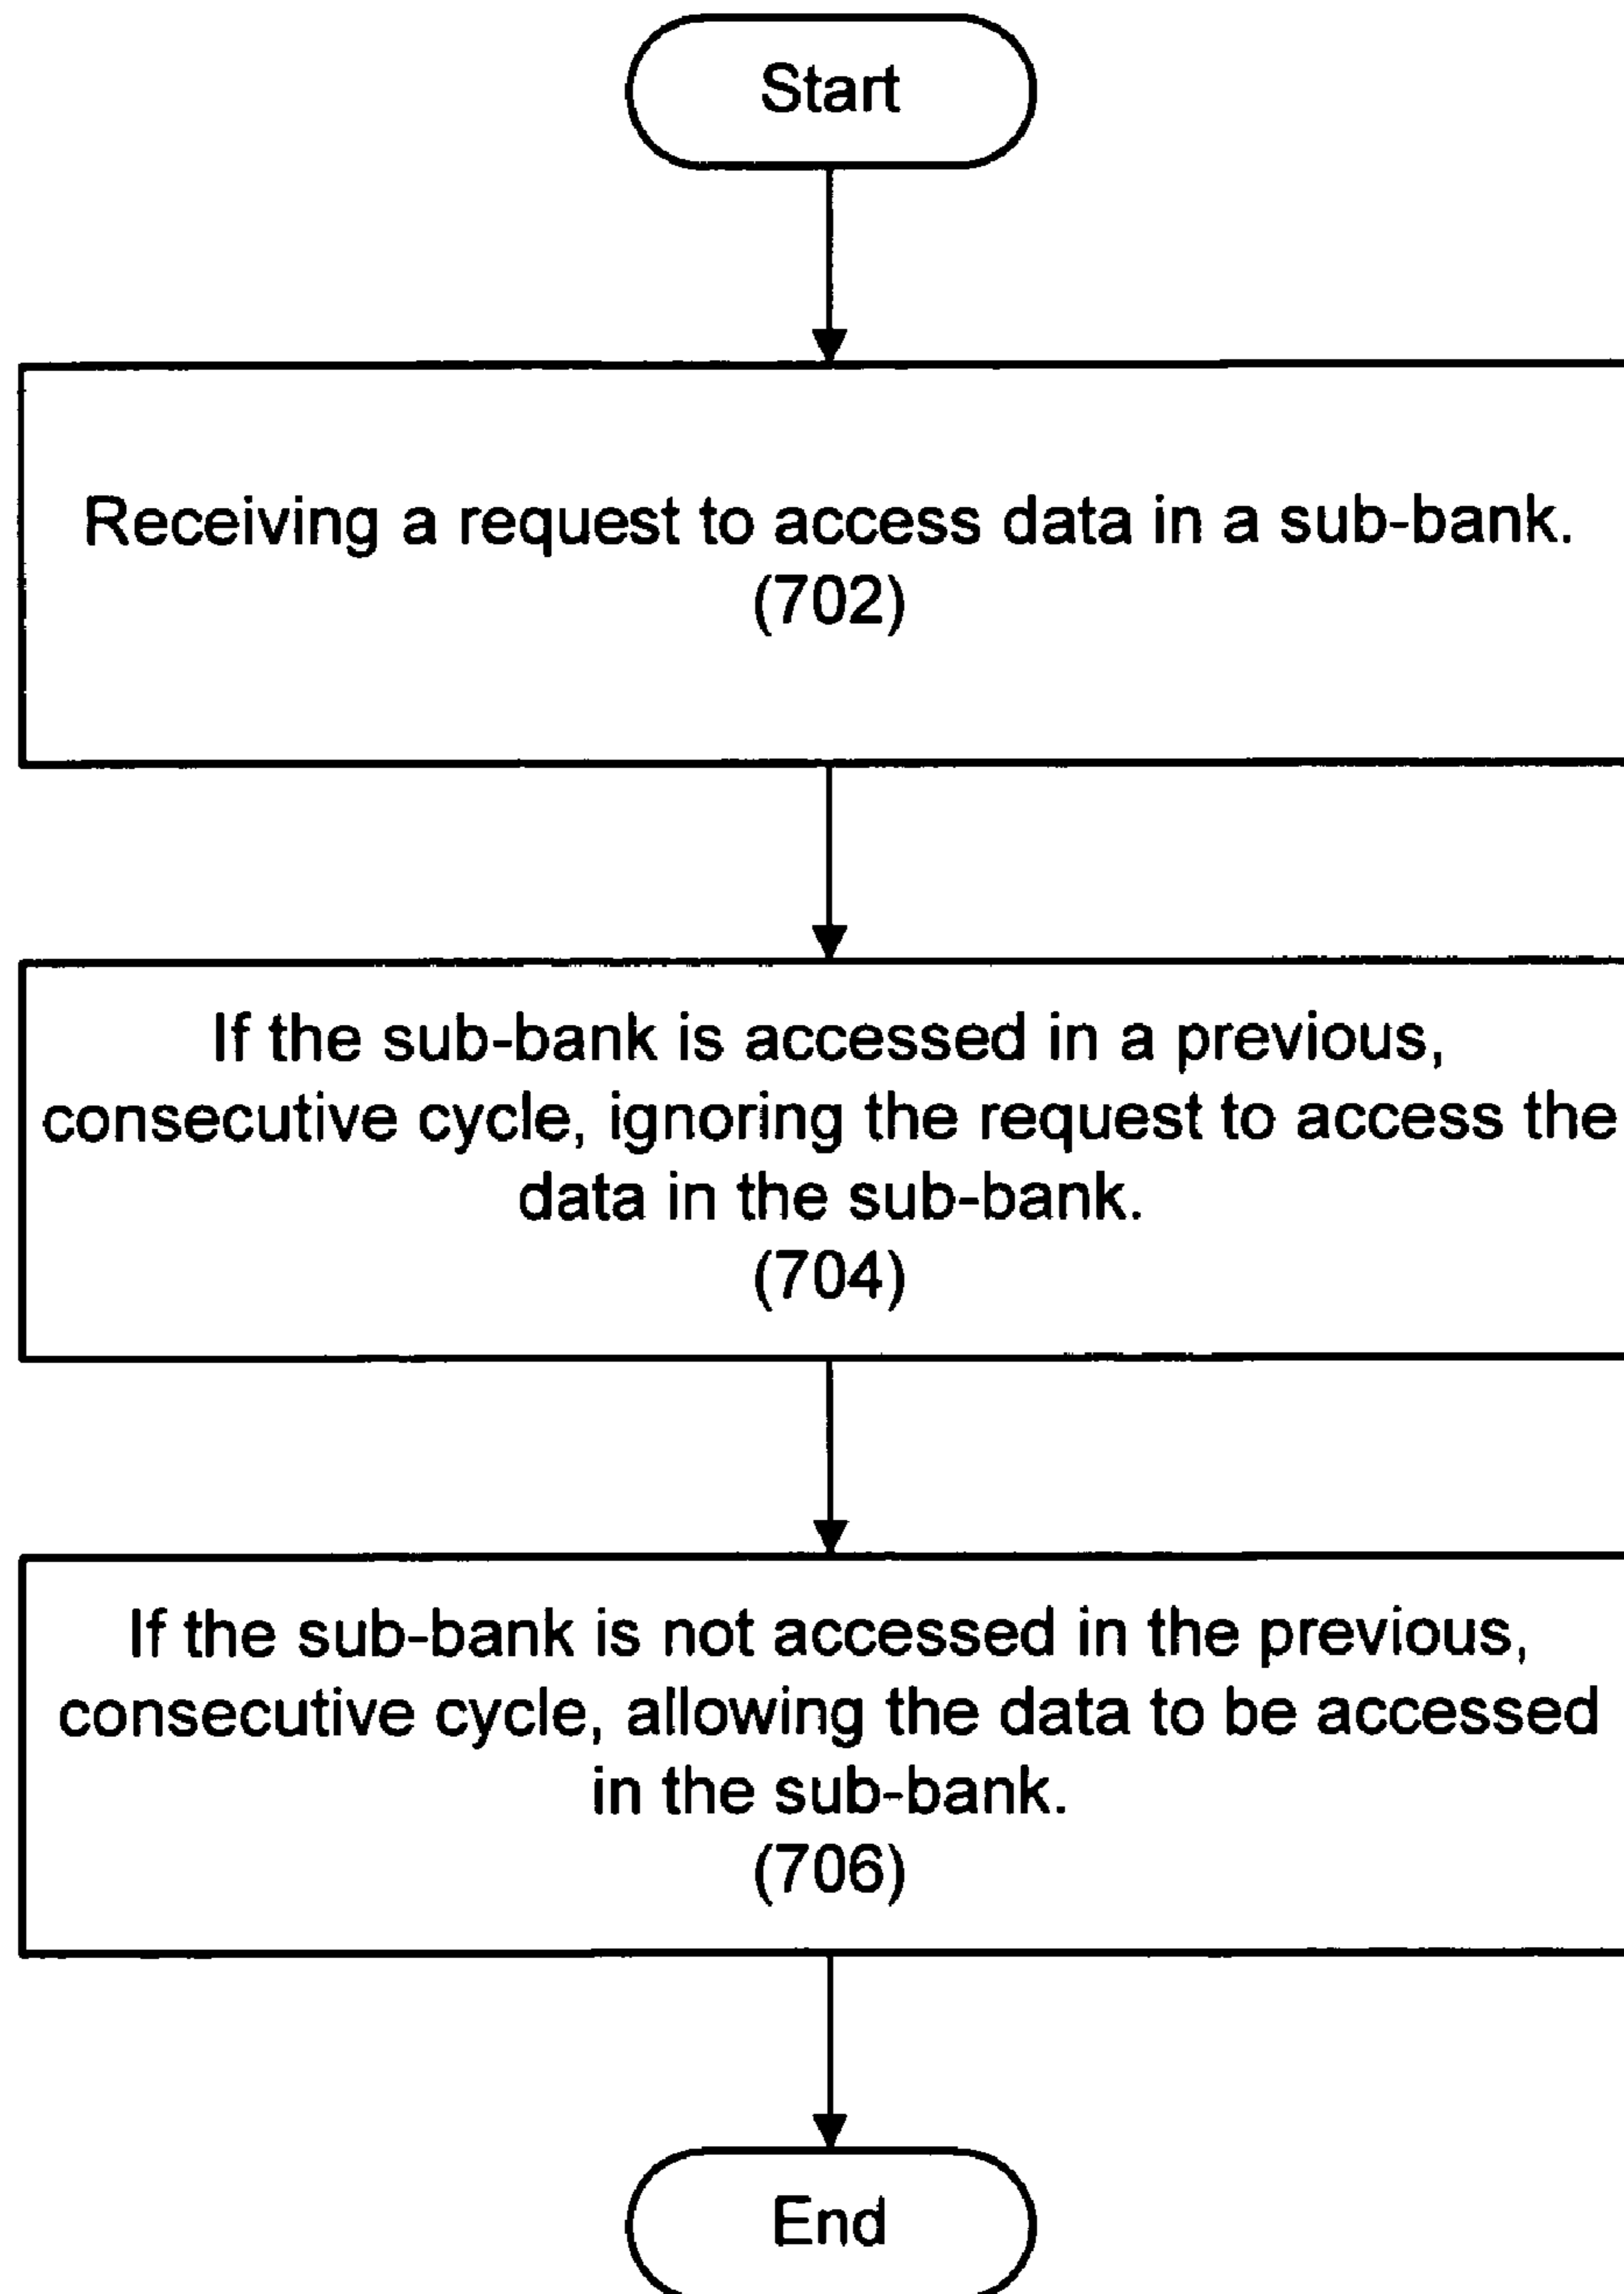 Start
Receiving a request to access data in a sub-bank.
(702)
If the sub-bank is accessed in a previous,
consecutive cycle, ignoring the request to access the
data in the sub-bank.
(704)
If the sub-bank is not accessed in the previous,
consecutive cycle, allowing the data to be accessed
in the sub-bank.
(706)
End